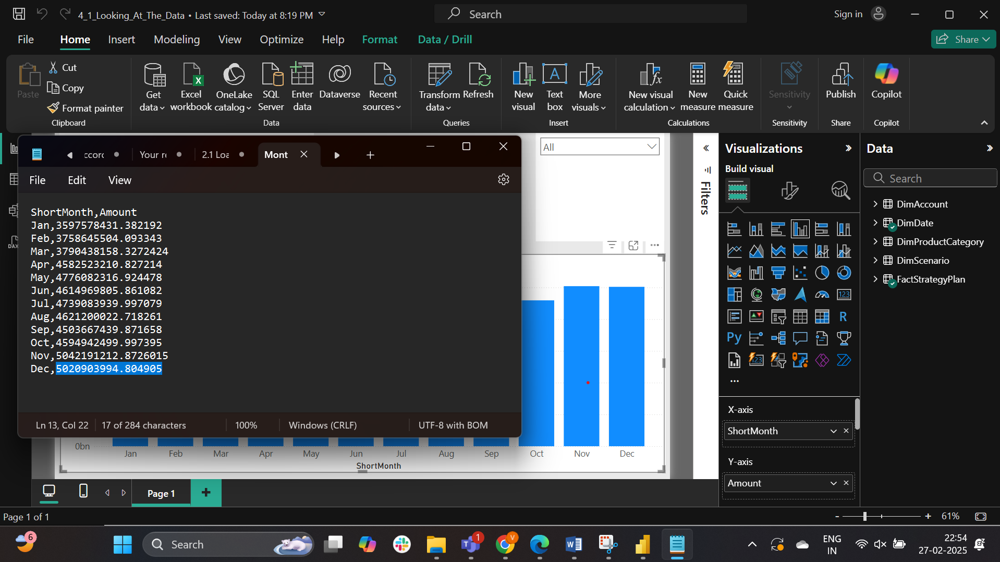 4_1_Looking_At_The_Data • Last saved: Today at 8:19 PM
Search
Sign in
File Home Insert Modeling View Optimize Help Format Data / Drill
Share
Paste
Cut
Copy
Format painter
Clipboard
Get data
Excel workbook
OneLake catalog
SQL Server
Enter data
Dataverse
Recent sources
Data
Transform data
Refresh
Queries
New visual
Text box
More visuals
Insert
New visual calculation
New measure
Quick measure
Calculations
Sensitivity
Sensitivity
Publish
Share
Copilot
Copilot
ccorc Your r 2.1 Loa Mont
File Edit View
ShortMonth,Amount
Jan,3597578431.382192
Feb,3758645504.093343
Mar,3790438158.3272424
Apr,4582523210.827214
May,4776082316.924478
Jun,4614969805.861082
Jul,4739083939.997079
Aug,4621200022.718261
Sep,4503667439.871658
Oct,4594942499.997395
Nov,5042191212.8726015
Dec,5020903994.804905
Ln 13, Col 22 17 of 284 characters 100% Windows (CRLF) UTF-8 with BOM
DAX
All
0bn
Jan Feb Mar Apr May Jun Jul Aug Sep Oct Nov Dec
ShortMonth
Filters
Visualizations
Build visual
123
R
Py
123
X-axis
ShortMonth
Y-axis
Amount
Data
Search
DimAccount
DimDate
DimProductCategory
DimScenario
FactStrategyPlan
Page 1
Page 1 of 1
61%
6
Search
1
V
ENG
IN
22:54
27-02-2025